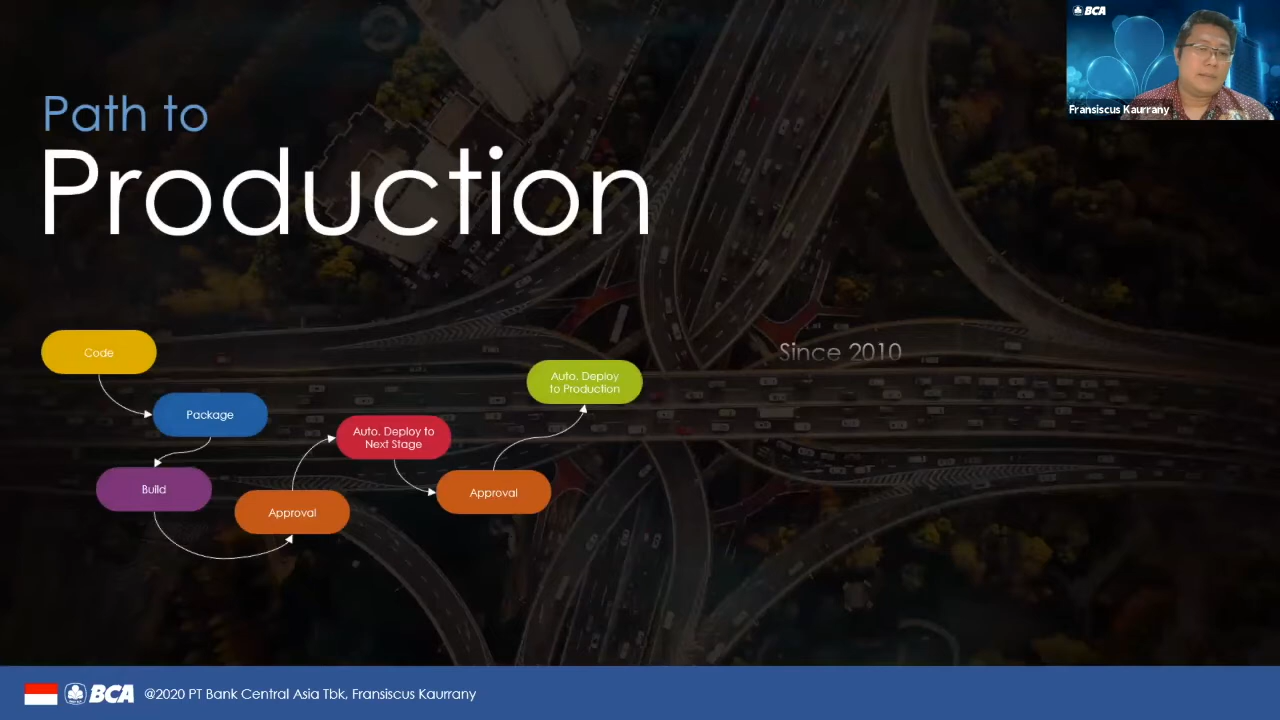 BCA
Fransiscus Kaurrany
Path to
Production
Since 2010
Code
Package
Build
Approval
Auto. Deploy to
Next Stage
Approval
Auto. Deploy
to Production
BCA
@2020 PT Bank Central Asia Tbk, Fransiscus Kaurrany